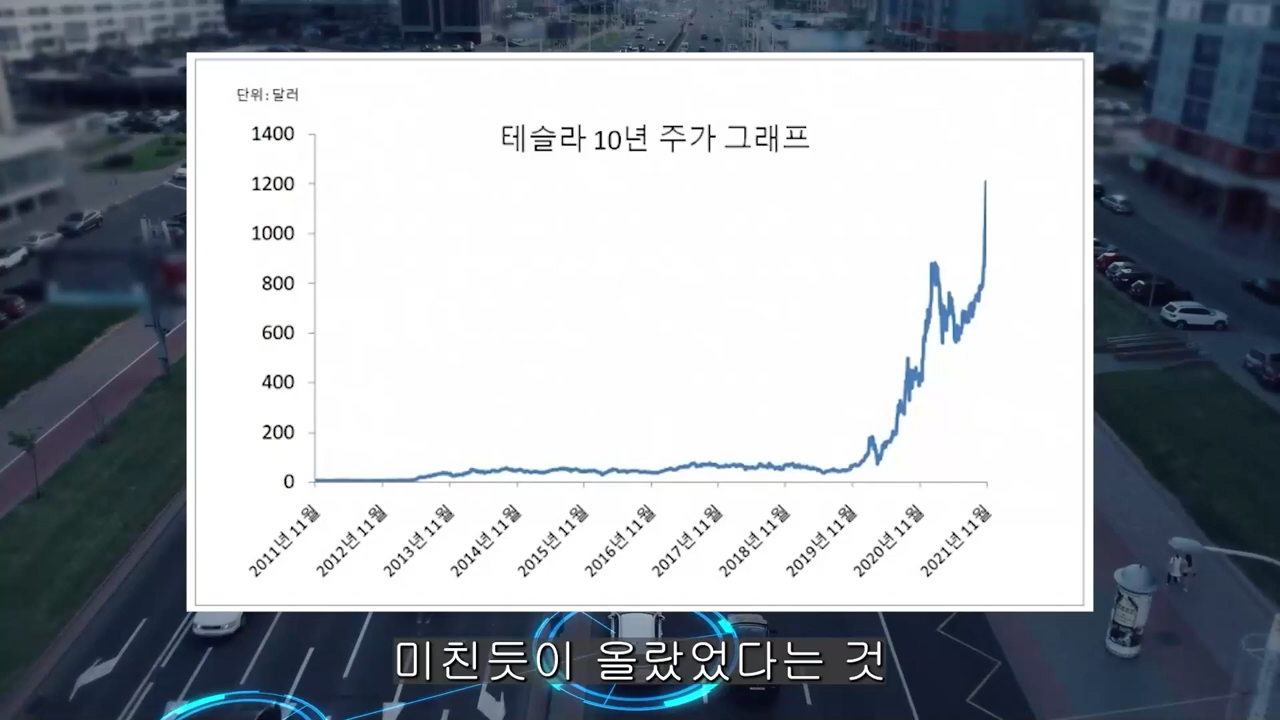 단위:달러
테슬라 10년 주가 그래프
1400
1200
1000
800
600
400
200
0
2011년 11월
2012년 11월
2013년 11월
2014년 11월
2015년 11월
2016년 11월
2017년 11월
2018년 11월
2019년 11월
2020년 11월
2021년 11월
미친듯이 올랐었다는 것